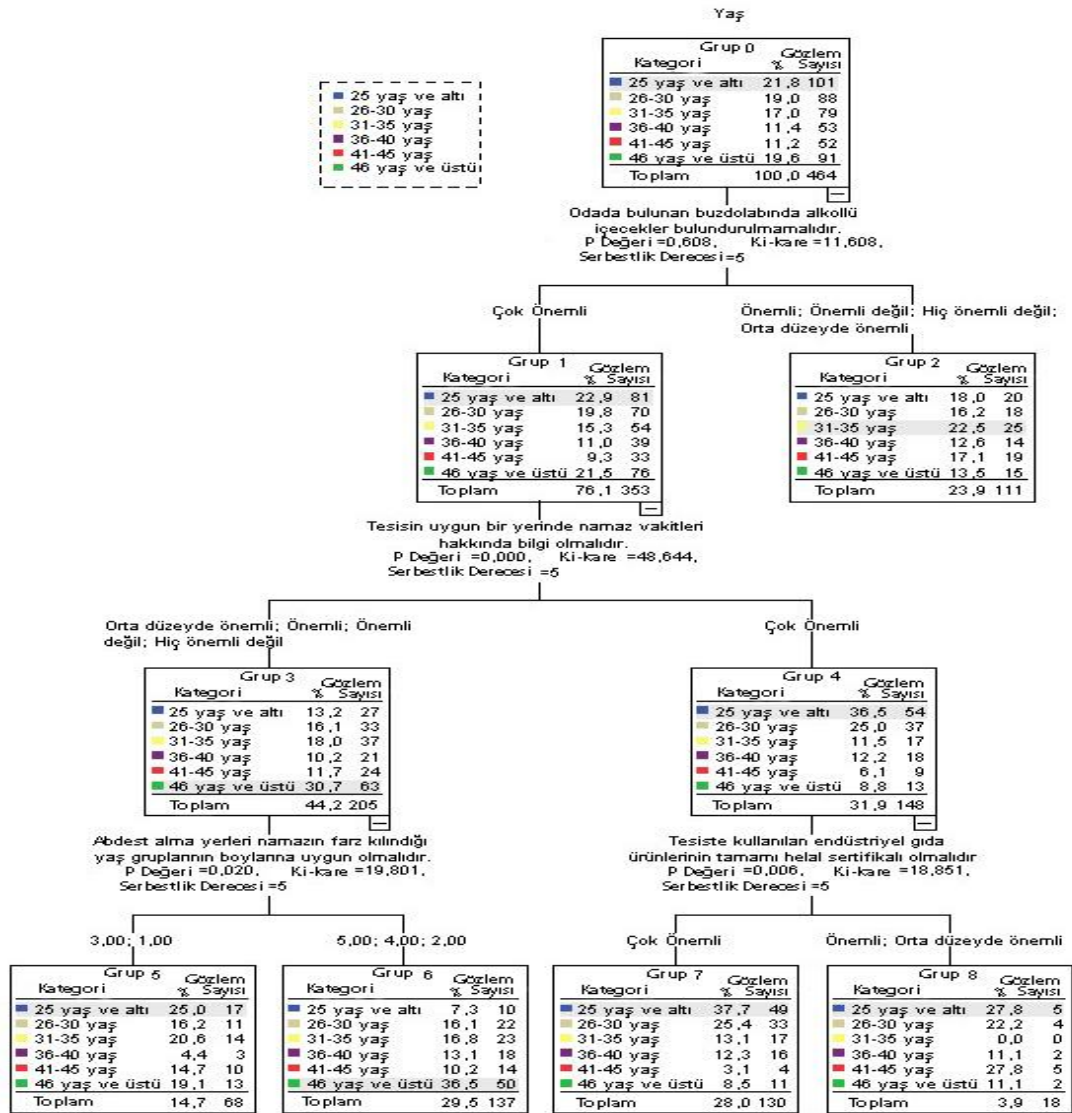 Yaş
Grup 0
Kategori % Gözlem Sayısı
25 yaş ve altı 21,8 101
26-30 yaş 19,0 88
31-35 yaş 17,0 79
36-40 yaş 11,4 53
41-45 yaş 11,2 52
46 yaş ve üstü 19,6 91
Toplam 100,0 464
25 yaş ve altı
26-30 yaş
31-35 yaş
36-40 yaş
41-45 yaş
46 yaş ve üstü
Odada bulunan buzdolabında alkollü
içecekler bulundurulmamalıdır.
P Değeri =0,608, Ki-kare =11,608,
Serbestlik Derecesi=5
Çok Önemli
Önemli; Önemli değil; Hiç önemli değil;
Orta düzeyde önemli
Grup 1
Kategori % Gözlem Sayısı
25 yaş ve altı 22,9 81
26-30 yaş 19,8 70
31-35 yaş 15,3 54
36-40 yaş 11,0 39
41-45 yaş 9,3 33
46 yaş ve üstü 21,5 76
Toplam 76,1 353
Grup 2
Kategori % Gözlem Sayısı
25 yaş ve altı 18,0 20
26-30 yaş 16,2 18
31-35 yaş 22,5 25
36-40 yaş 12,6 14
41-45 yaş 17,1 19
46 yaş ve üstü 13,5 15
Toplam 23,9 111
Tesisin uygun bir yerinde namaz vakitleri
hakkında bilgi olmalıdır.
P Değeri =0,000, Ki-kare =48,644,
Serbestlik Derecesi =5
Orta düzeyde önemli; Önemli; Önemli
değil; Hiç önemli değil
Çok Önemli
Grup 3
Kategori % Gözlem Sayısı
25 yaş ve altı 13,2 27
26-30 yaş 16,1 33
31-35 yaş 18,0 37
36-40 yaş 10,2 21
41-45 yaş 11,7 24
46 yaş ve üstü 30,7 63
Toplam 44,2 205
Grup 4
Kategori % Gözlem Sayısı
25 yaş ve altı 36,5 54
26-30 yaş 25,0 37
31-35 yaş 11,5 17
36-40 yaş 12,2 18
41-45 yaş 6,1 9
46 yaş ve üstü 8,8 13
Toplam 31,9 148
Abdest alma yerleri namazın farz kılındığı
yaş gruplarının boylarına uygun olmalıdır.
P Değeri =0,020, Ki-kare =19,801,
Serbestlik Derecesi =5
Tesiste kullanılan endüstriyel gıda
ürünlerinin tamamı helal sertifikalı olmalıdır
P Değeri =0,006, Ki-kare =18,851,
Serbestlik Derecesi =5
3,00; 1,00
5,00; 4,00; 2,00
Çok Önemli
Önemli; Orta düzeyde önemli
Grup 5
Kategori % Gözlem Sayısı
25 yaş ve altı 25,0 17
26-30 yaş 16,2 11
31-35 yaş 20,6 14
36-40 yaş 4,4 3
41-45 yaş 14,7 10
46 yaş ve üstü 19,1 13
Toplam 14,7 68
Grup 6
Kategori % Gözlem Sayısı
25 yaş ve altı 7,3 10
26-30 yaş 16,1 22
31-35 yaş 16,8 23
36-40 yaş 13,1 18
41-45 yaş 10,2 14
46 yaş ve üstü 36,5 50
Toplam 29,5 137
Grup 7
Kategori % Gözlem Sayısı
25 yaş ve altı 37,7 49
26-30 yaş 25,4 33
31-35 yaş 13,1 17
36-40 yaş 12,3 16
41-45 yaş 3,1 4
46 yaş ve üstü 8,5 11
Toplam 28,0 130
Grup 8
Kategori % Gözlem Sayısı
25 yaş ve altı 27,8 5
26-30 yaş 22,2 4
31-35 yaş 0,0 0
36-40 yaş 11,1 2
41-45 yaş 27,8 5
46 yaş ve üstü 11,1 2
Toplam 3,9 18